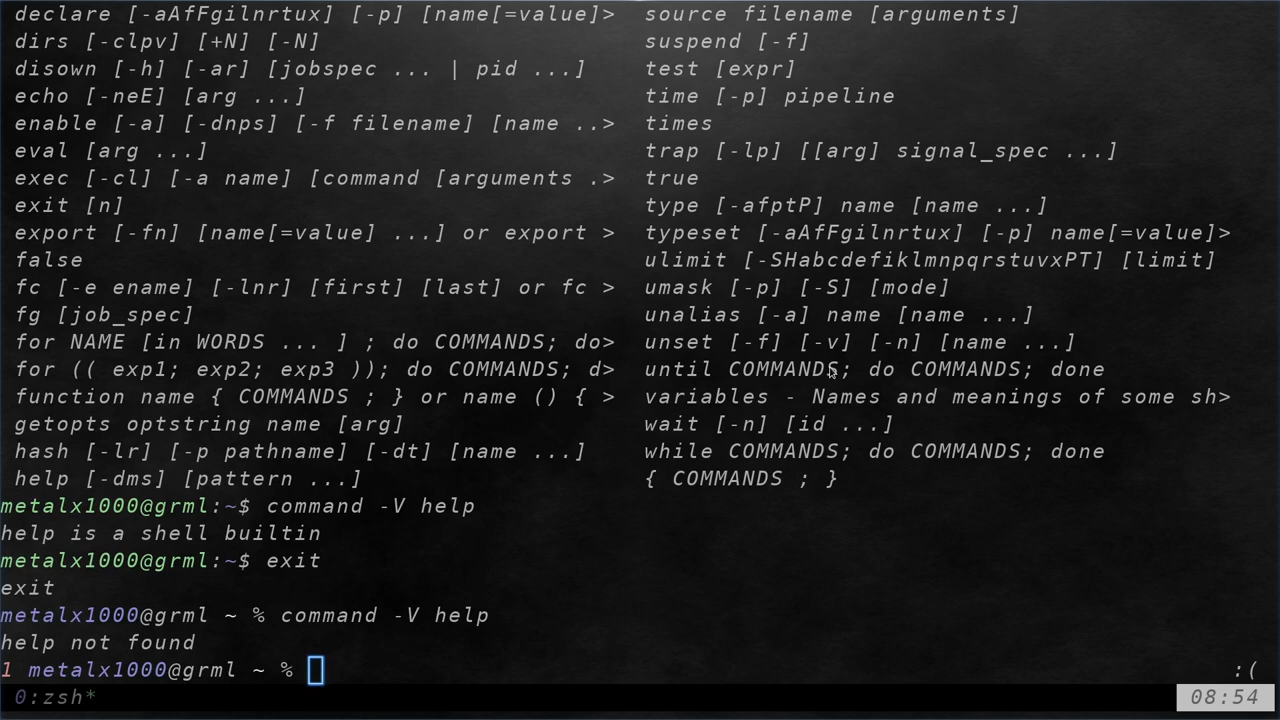 declare [-aAfFgilnrtux] [-p] [name[=value]> source filename [arguments]
dirs [-clpv] [+N] [-N] suspend [-f]
disown [-h] [-ar] [jobspec ... | pid ...] test [expr]
echo [-neE] [arg ...] time [-p] pipeline
enable [-a] [-dnps] [-f filename] [name ..> times
eval [arg ...] trap [-lp] [[arg] signal_spec ...]
exec [-cl] [-a name] [command [arguments .> true
exit [n] type [-afptP] name [name ...]
export [-fn] [name[=value] ...] or export > typeset [-aAfFgilnrtux] [-p] name[=value]>
false ulimit [-SHabcdefiklmnpqrstuvxPT] [limit]
fc [-e ename] [-lnr] [first] [last] or fc > umask [-p] [-S] [mode]
fg [job_spec] unalias [-a] name [name ...]
for NAME [in WORDS ... ] ; do COMMANDS; do> unset [-f] [-v] [-n] [name ...]
for (( exp1; exp2; exp3 )); do COMMANDS; d> until COMMANDS; do COMMANDS; done
function name { COMMANDS ; } or name () { > variables - Names and meanings of some sh>
getopts optstring name [arg] wait [-n] [id ...]
hash [-lr] [-p pathname] [-dt] [name ...] while COMMANDS; do COMMANDS; done
help [-dms] [pattern ...] { COMMANDS ; }
metalx1000@grml:~$ command -V help
help is a shell builtin
metalx1000@grml:~$ exit
exit
metalx1000@grml ~ % command -V help
help not found
1 metalx1000@grml ~ % :(
0:zsh* 08:54